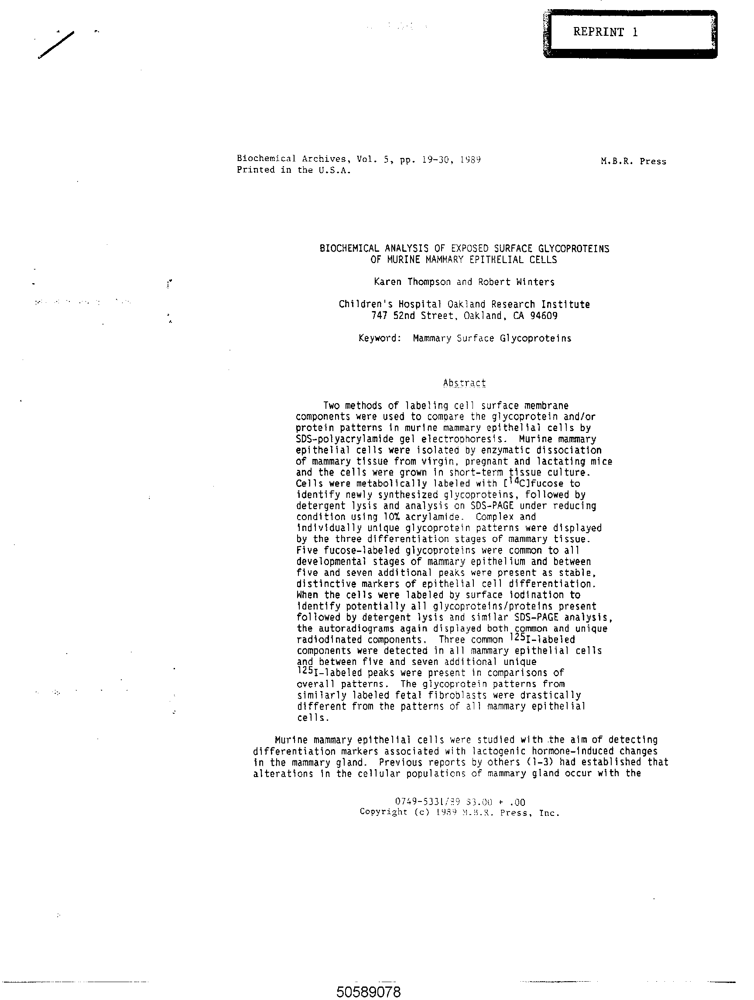 REPRINT 1
Biochemical Archives, Vol. 5, pp. 19-30, 1989 M.B.R. Press
Printed in the U.S.A.
BIOCHEMICAL ANALYSIS OF EXPOSED SURFACE GLYCOPROTEINS
OF MURINE MAMMARY EPITHELIAL CELLS
Karen Thompson and Robert Winters
Children's Hospital Oakland Research Institute
747 52nd Street, Oakland, CA 94609
Keyword: Mammary Surface Glycoproteins
Abstract
Two methods of labeling cell surface membrane
components were used to compare the glycoprotein and/or
protein patterns in murine mammary epithelial cells by
SDS-polyacrylamide gel electrophoresis. Murine mammary
epithelial cells were isolated by enzymatic dissociation
of mammary tissue from virgin, pregnant and lactating mice
and the cells were grown in short-term tissue culture.
Cells were metabolically labeled with [14C]fucose to
identify newly synthesized glycoproteins, followed by
detergent lysis and analysis on SDS-PAGE under reducing
condition using 10% acrylamide. Complex and
individually unique glycoprotein patterns were displayed
by the three differentiation stages of mammary tissue.
Five fucose-labeled glycoproteins were common to all
developmental stages of mammary epithelium and between
five and seven additional peaks were present as stable,
distinctive markers of epithelial cell differentiation.
When the cells were labeled by surface iodination to
identify potentially all glycoproteins/proteins present
followed by detergent lysis and similar SDS-PAGE analysis,
the autoradiograms again displayed both common and unique
radiodinated components. Three common 125I-labeled
components were detected in all mammary epithelial cells
and between five and seven additional unique
125I-labeled peaks were present in comparisons of
overall patterns. The glycoprotein patterns from
similarly labeled fetal fibroblasts were drastically
different from the patterns of all mammary epithelial
cells.
Murine mammary epithelial cells were studied with the aim of detecting
differentiation markers associated with lactogenic hormone-induced changes
in the mammary gland. Previous reports by others (1-3) had established that
alterations in the cellular populations of mammary gland occur with the
0749-5331/89 $3.00 + .00
Copyright (c) 1989 M.B.R. Press, Inc.
50589078